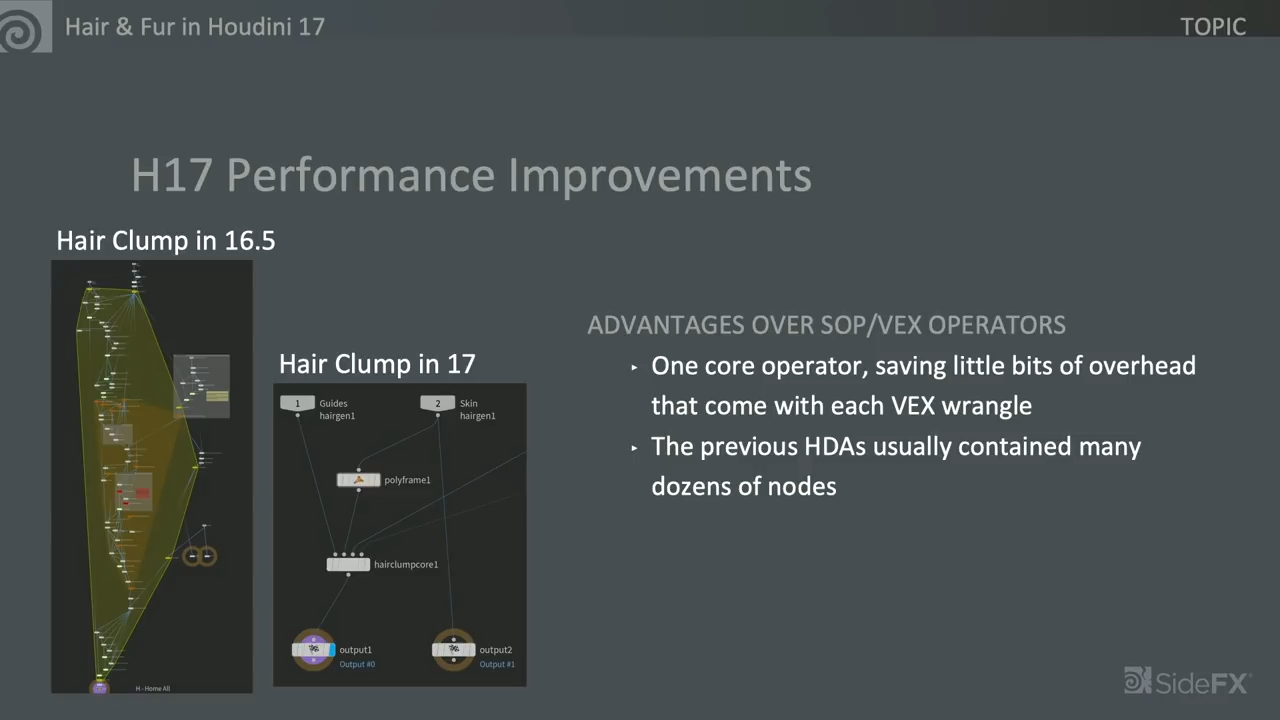 Hair & Fur in Houdini 17
TOPIC
H17 Performance Improvements
Hair Clump in 16.5
H - Home All
Hair Clump in 17
1
Guides
hairgen1
2
Skin
hairgen1
polyframe1
hairclumpcore1
output1
Output #0
output2
Output #1
ADVANTAGES OVER SOP/VEX OPERATORS
One core operator, saving little bits of overhead
that come with each VEX wrangle
The previous HDAs usually contained many
dozens of nodes
SideFX